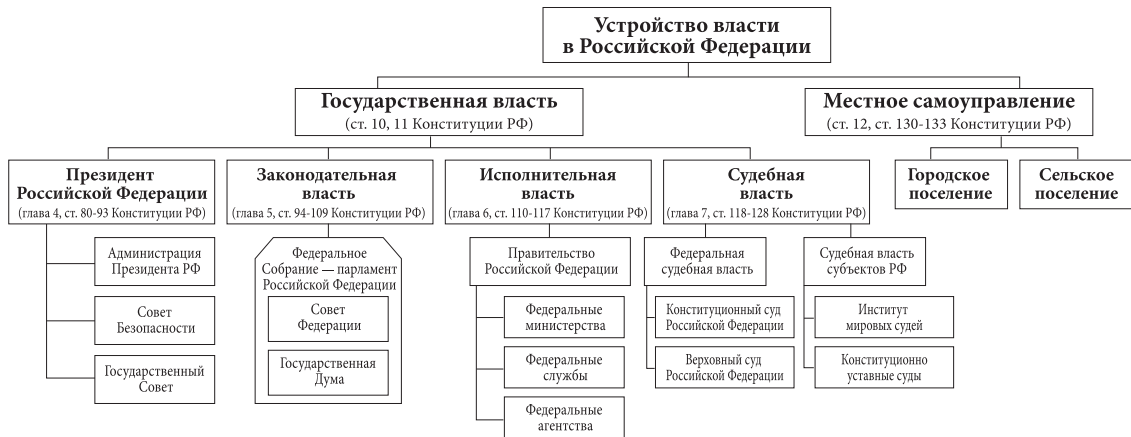 Устройство власти
в Российской Федерации
Государственная власть
(ст. 10, 11 Конституции РФ)
Местное самоуправление
(ст. 12, ст. 130-133 Конституции РФ)
Президент
Российской Федерации
(глава 4, ст. 80-93 Конституции РФ)
Законодательная
власть
(глава 5, ст. 94-109 Конституции РФ)
Исполнительная
власть
(глава 6, ст. 110-117 Конституции РФ)
Судебная
власть
(глава 7, ст. 118-128 Конституции РФ)
Городское
поселение
Сельское
поселение
Администрация
Президента РФ
Совет
Безопасности
Государственный
Совет
Федеральное
Собрание — парламент
Российской Федерации
Совет
Федерации
Государственная
Дума
Правительство
Российской Федерации
Федеральные
министерства
Федеральные
службы
Федеральные
агентства
Федеральная
судебная власть
Конституционный суд
Российской Федерации
Верховный суд
Российской Федерации
Судебная власть
субъектов РФ
Институт
мировых судей
Конституционно
уставные суды